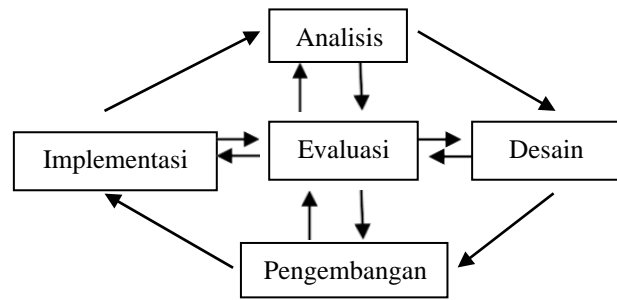 Analisis
Implementasi
Evaluasi
Desain
Pengembangan